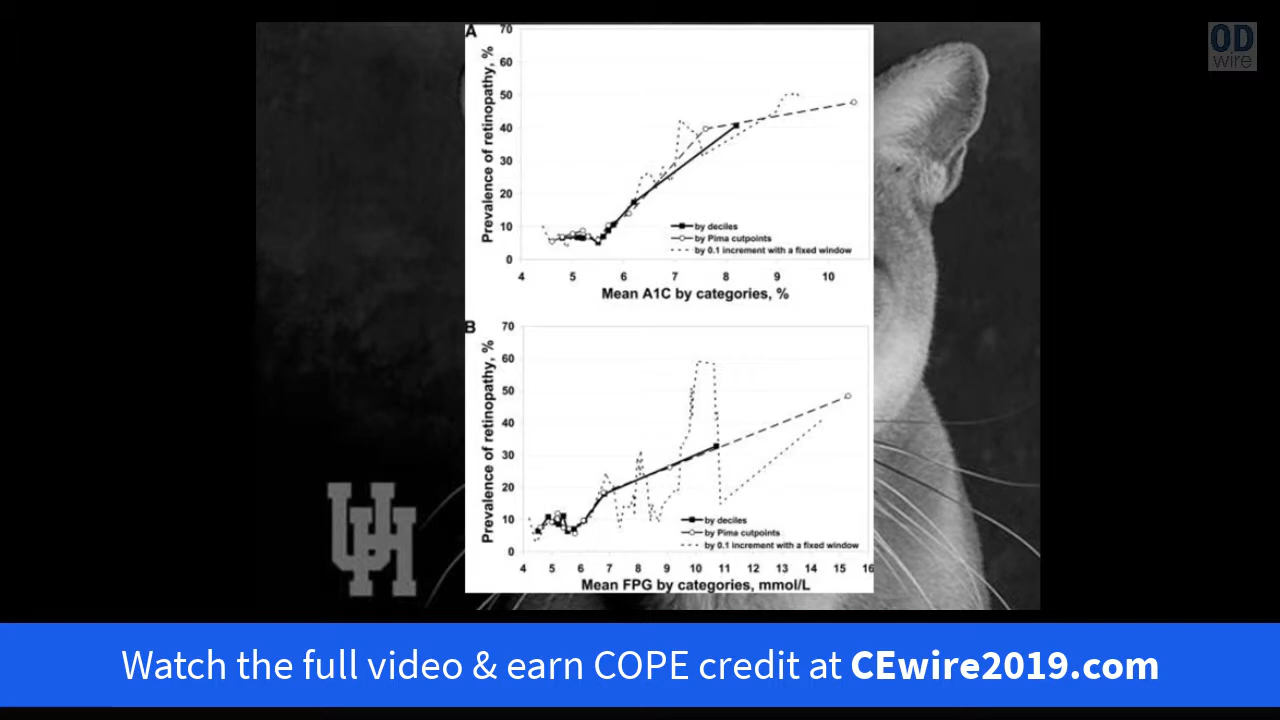 OD
wire
A
Prevalence of retinopathy, %
70
60
50
40
30
20
10
0
by deciles
by Pima cutpoints
by 0.1 increment with a fixed window
4 5 6 7 8 9 10
Mean A1C by categories, %
B
Prevalence of retinopathy, %
70
60
50
40
30
20
10
0
by deciles
by Pima cutpoints
by 0.1 increment with a fixed window
4 5 6 7 8 9 10 11 12 13 14 15 16
Mean FPG by categories, mmol/L
UH
Watch the full video & earn COPE credit at CEwire2019.com